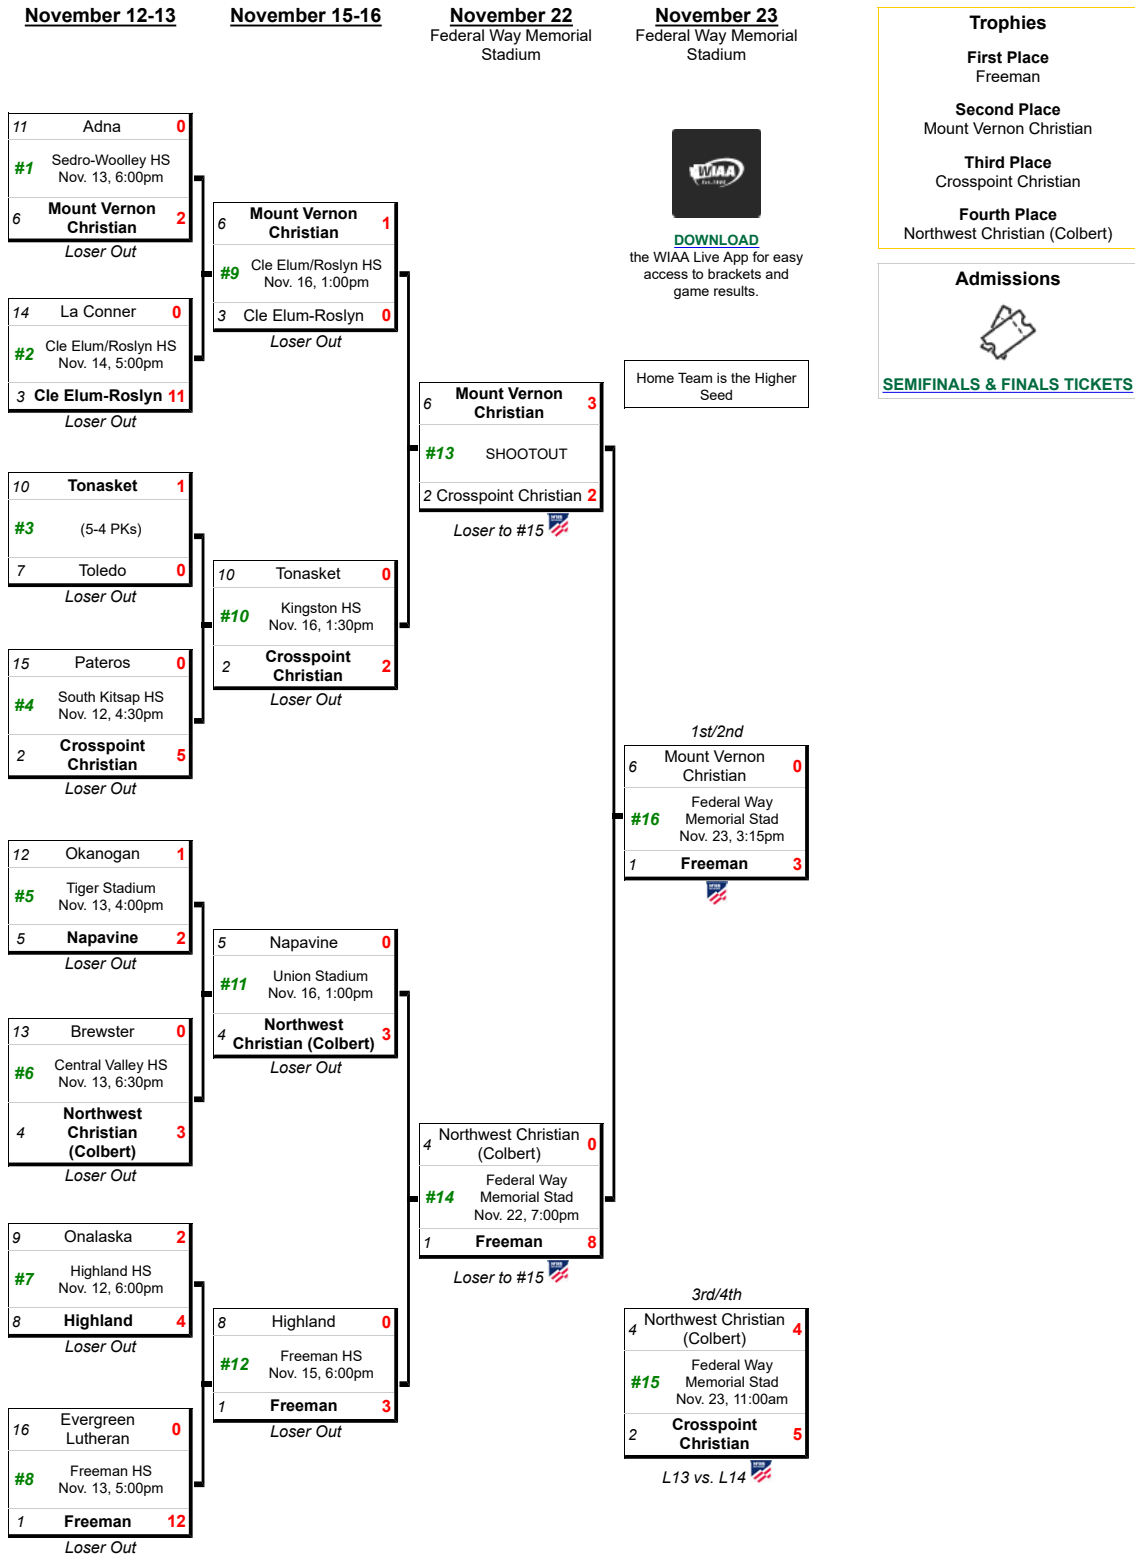 November 12-13
November 15-16
November 22
Federal Way Memorial
Stadium
November 23
Federal Way Memorial
Stadium
Trophies
First Place
Freeman
Second Place
Mount Vernon Christian
Third Place
Crosspoint Christian
Fourth Place
Northwest Christian (Colbert)
Admissions
SEMIFINALS & FINALS TICKETS
WIAA
DOWNLOAD
the WIAA Live App for easy
access to brackets and
game results.
Home Team is the Higher
Seed
11 Adna 0
#1 Sedro-Woolley HS
Nov. 13, 6:00pm
6 Mount Vernon
Christian 2
Loser Out
14 La Conner 0
#2 Cle Elum/Roslyn HS
Nov. 14, 5:00pm
3 Cle Elum-Roslyn 11
Loser Out
10 Tonasket 1
#3 (5-4 PKs)
7 Toledo 0
Loser Out
15 Pateros 0
#4 South Kitsap HS
Nov. 12, 4:30pm
2 Crosspoint
Christian 5
Loser Out
12 Okanogan 1
#5 Tiger Stadium
Nov. 13, 4:00pm
5 Napavine 2
Loser Out
13 Brewster 0
#6 Central Valley HS
Nov. 13, 6:30pm
4 Northwest
Christian
(Colbert) 3
Loser Out
9 Onalaska 2
#7 Highland HS
Nov. 12, 6:00pm
8 Highland 4
Loser Out
16 Evergreen
Lutheran 0
#8 Freeman HS
Nov. 13, 5:00pm
1 Freeman 12
Loser Out
6 Mount Vernon
Christian 1
#9 Cle Elum/Roslyn HS
Nov. 16, 1:00pm
3 Cle Elum-Roslyn 0
Loser Out
10 Tonasket 0
#10 Kingston HS
Nov. 16, 1:30pm
2 Crosspoint
Christian 2
Loser Out
5 Napavine 0
#11 Union Stadium
Nov. 16, 1:00pm
4 Northwest
Christian (Colbert) 3
Loser Out
8 Highland 0
#12 Freeman HS
Nov. 15, 6:00pm
1 Freeman 3
Loser Out
6 Mount Vernon
Christian 3
#13 SHOOTOUT
2 Crosspoint Christian 2
Loser to #15
4 Northwest Christian
(Colbert) 0
#14 Federal Way
Memorial Stad
Nov. 22, 7:00pm
1 Freeman 8
Loser to #15
1st/2nd
6 Mount Vernon
Christian 0
#16 Federal Way
Memorial Stad
Nov. 23, 3:15pm
1 Freeman 3
3rd/4th
4 Northwest Christian
(Colbert) 4
#15 Federal Way
Memorial Stad
Nov. 23, 11:00am
2 Crosspoint
Christian 5
L13 vs. L14